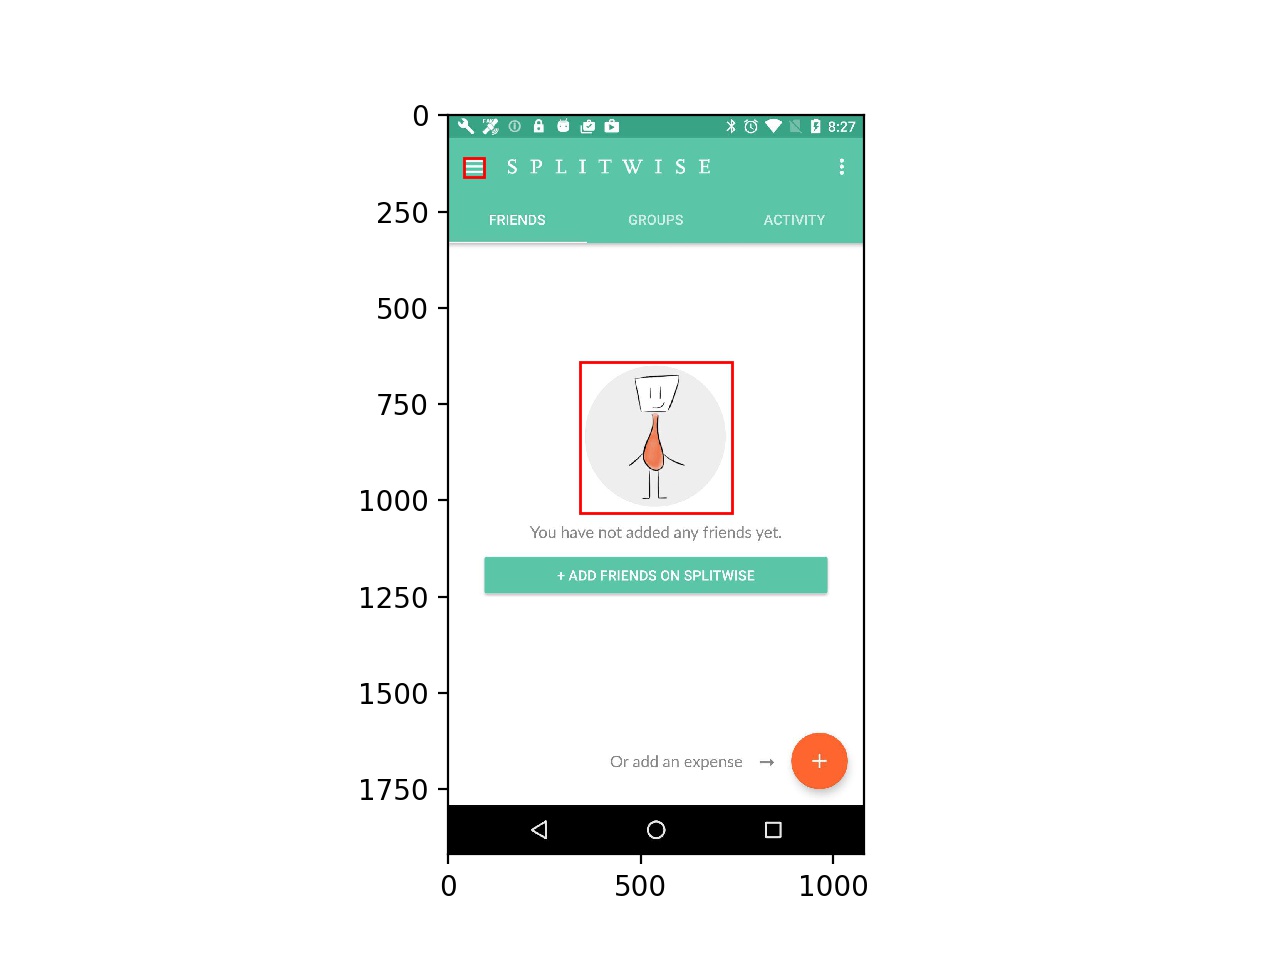 0
8:27
SPLITWISE
250
FRIENDS GROUPS ACTIVITY
500
750
1000
You have not added any friends yet.
+ ADD FRIENDS ON SPLITWISE
1250
1500
Or add an expense → +
1750
0 500 1000